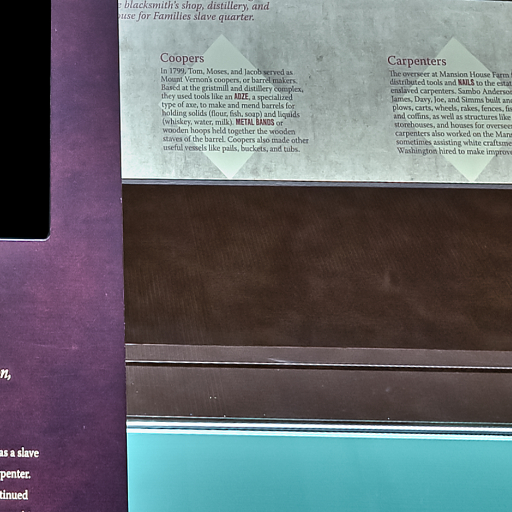 blacksmith's shop, distillery, and
use for Families slave quarter.
Coopers
In 1799, Tom, Moses, and Jacob served as
Mount Vernon's coopers, or barrel makers.
Based at the gristmill and distillery complex,
they used tools like an ADZE, a specialized
type of axe, to make and mend barrels for
holding solids (flour, fish, soap) and liquids
(whiskey, water, milk). METAL BANDS or
wooden hoops held together the wooden
staves of the barrel. Coopers also made other
useful vessels like pails, buckets, and tubs.
Carpenters
The overseer at Mansion House Farm
distributed tools and NAILS to the estat
enslaved carpenters. Sambo Anderson
James, Davy, Joe, and Simms built an
plows, carts, wheels, rakes, fences,
and coffins, as well as structures like
storehouses, and houses for oversee
carpenters also worked on the Man
sometimes assisting white craftsme
Washington hired to make improve
n,
as a slave
penter.
tinued